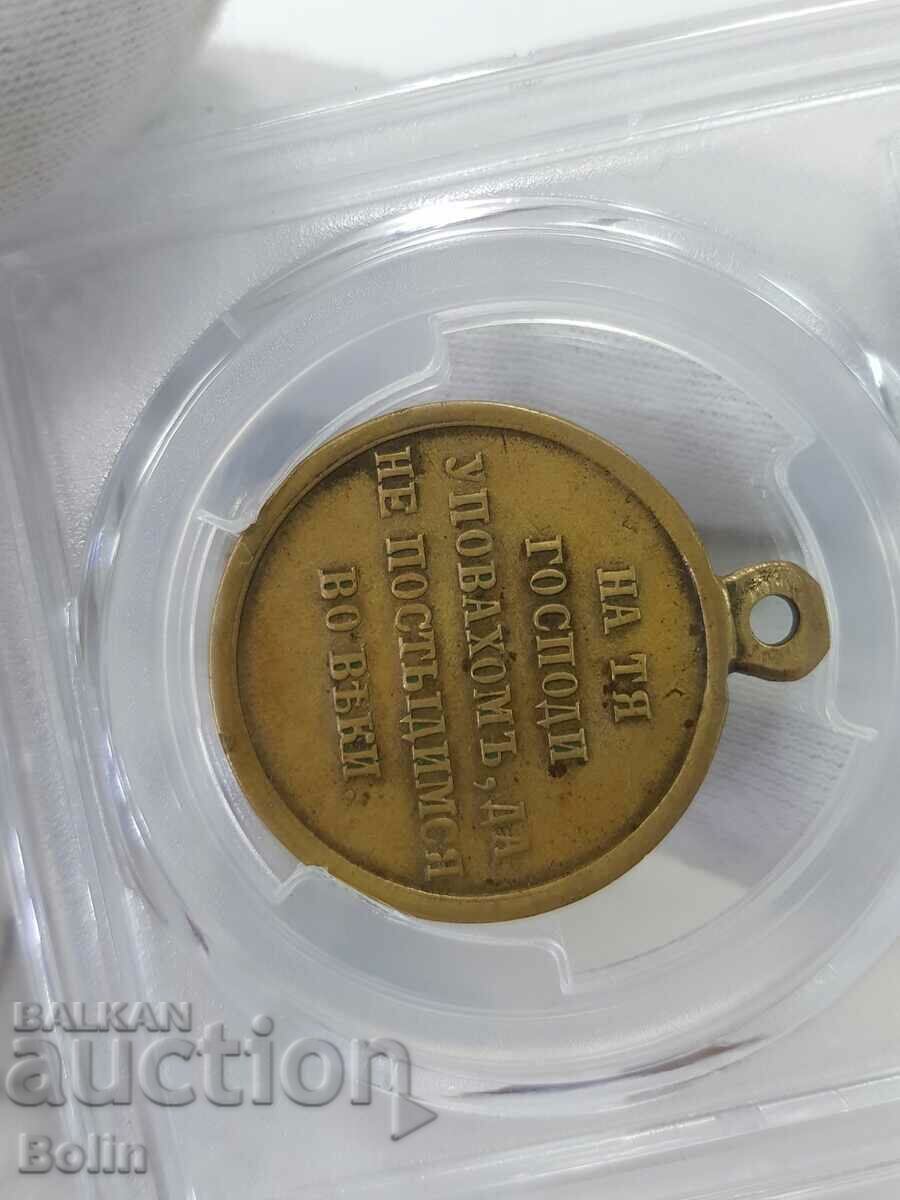 НА ТЯ
ГОСПОДИ
УПОВАХОМЪ, ДА
НЕ ПОСТЫДИМСЯ
ВО ВѢКИ.
BALKAN
auction
Bolin